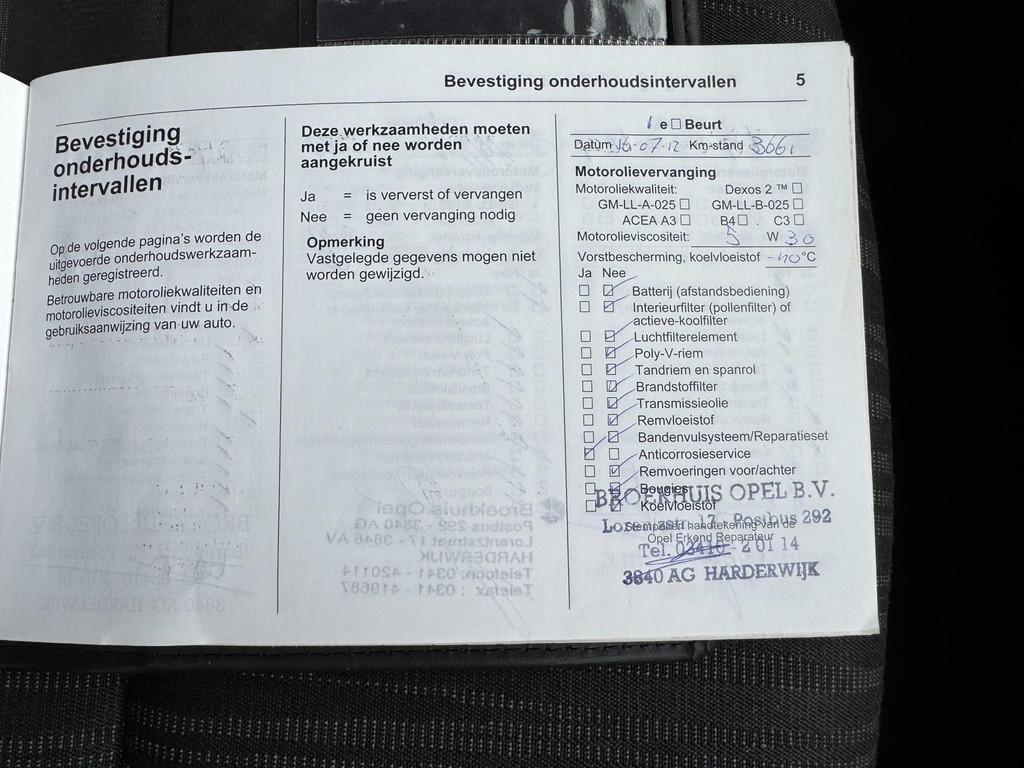 Bevestiging onderhoudsintervallen 5
Bevestiging
onderhouds-
intervallen
Op de volgende pagina's worden de
uitgevoerde onderhoudswerkzaam-
heden geregistreerd.
Betrouwbare motoroliekwaliteiten en
motorolieviscositeiten vindt u in de
gebruiksaanwijzing van uw auto.
Deze werkzaamheden moeten
met ja of nee worden
aangekruist
Ja = is ververst of vervangen
Nee = geen vervanging nodig
Opmerking
Vastgelegde gegevens mogen niet
worden gewijzigd.
1 e □ Beurt
Datum 16-07-12 Km-stand 3661
Motorolievervanging
Motoroliekwaliteit: Dexos 2 ™ □
GM-LL-A-025 □ GM-LL-B-025 □
ACEA A3 □ B4 □ C3 □
Motorolieviscositeit: 5 W 30
Vorstbescherming, koelvloeistof -40 °C
Ja Nee
Batterij (afstandsbediening)
Interieurfilter (pollenfilter) of
actieve-koolfilter
Luchtfilterelement
Poly-V-riem
Tandriem en spanrol
Brandstoffilter
Transmissieolie
Remvloeistof
Bandenvulsysteem/Reparatieset
Anticorrosieservice
Remvoeringen voor/achter
Bougies
BROEKHUIS OPEL B.V.
Koelvloeistof
Stempel en handtekening van de
Opel Erkend Reparateur
17 Postbus 292
Tel. 03410 - 2 01 14
3840 AG HARDERWIJK